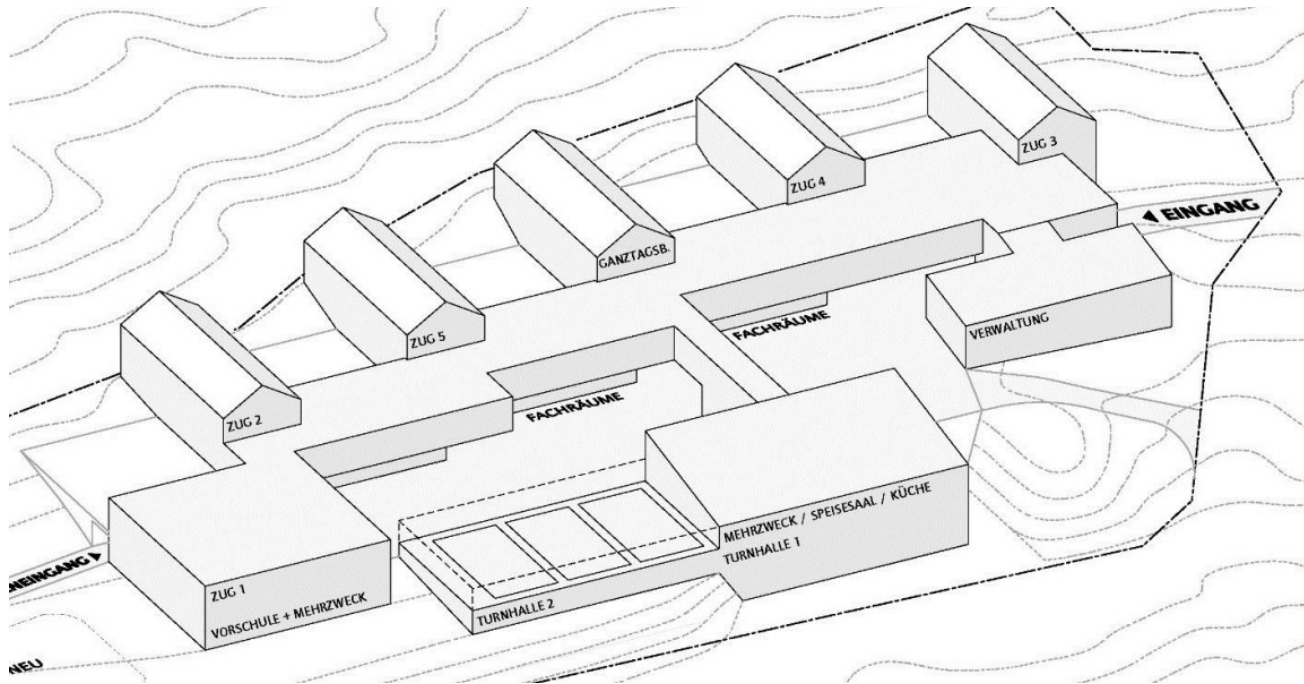 ZUG 3
ZUG 4
◄ EINGANG
GANZTAGSB.
FACHRÄUME
VERWALTUNG
ZUG 5
FACHRÄUME
ZUG 2
MEHRZWECK / SPEISESAAL / KÜCHE
TURNHALLE 1
NEINGANG ►
ZUG 1
VORSCHULE + MEHRZWECK
TURNHALLE 2
NEU